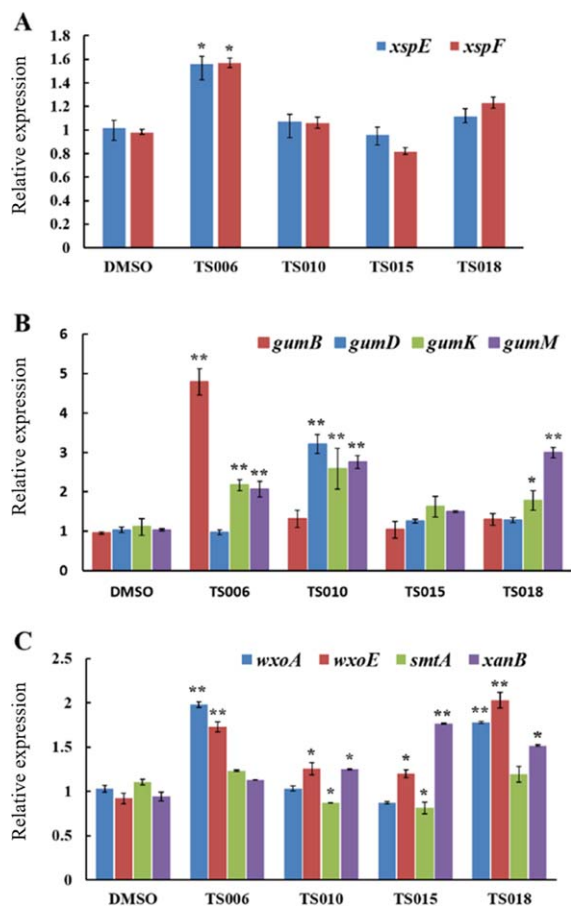 A
xspE xspF
Relative expression
1.8
1.6
1.4
1.2
1
0.8
0.6
0.4
0.2
0
* *
DMSO TS006 TS010 TS015 TS018
B
gumB gumD gumK gumM
Relative expression
6
5
4
3
2
1
0
** ** ** ** ** ** * **
DMSO TS006 TS010 TS015 TS018
C
wxoA wxoE smtA xanB
Relative expression
2.5
2
1.5
1
0.5
0
** ** * * * * * ** ** ** *
DMSO TS006 TS010 TS015 TS018